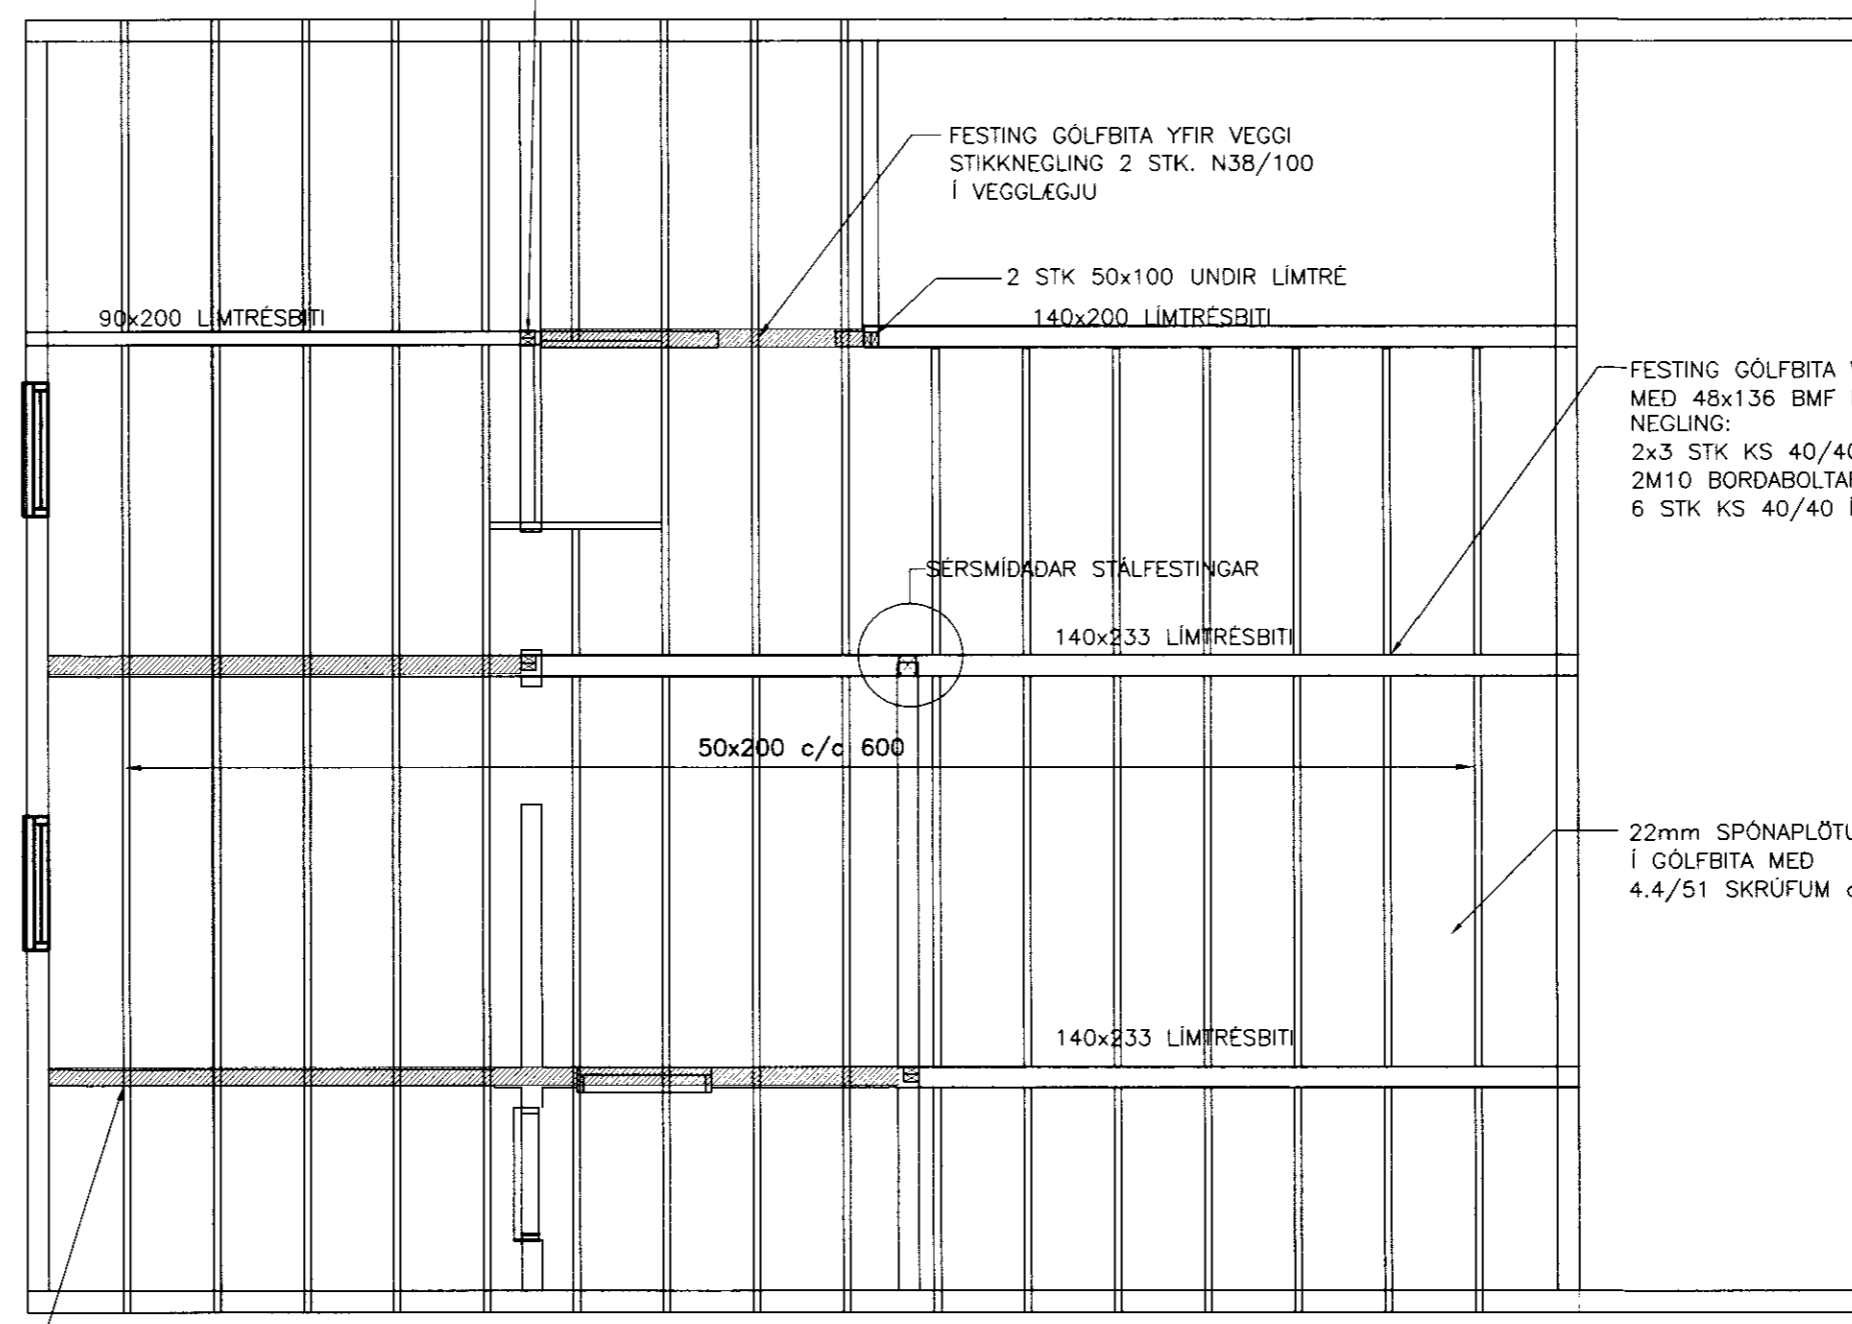 FESTING GÓLFBITA YFIR VEGGI
STIKKNEGLING 2 STK. N38/100
Í VEGGLÆGJU
2 STK 50x100 UNDIR LÍMTRÉ
90x200 LÍMTRÉSBITI
140x200 LÍMTRÉSBITI
FESTING GÓLFBITA
MEÐ 48x136 BMF
NEGLING:
2x3 STK KS 40/40
2M10 BORÐABOLTAR
6 STK KS 40/40
SÉRSMÍÐAÐAR STÁLFESTINGAR
140x233 LÍMTRÉSBITI
50x200 c/c 600
22mm SPÓNAPLÖTU
Í GÓLFBITA MEÐ
4.4/51 SKRÚFUM
140x233 LÍMTRÉSBITI